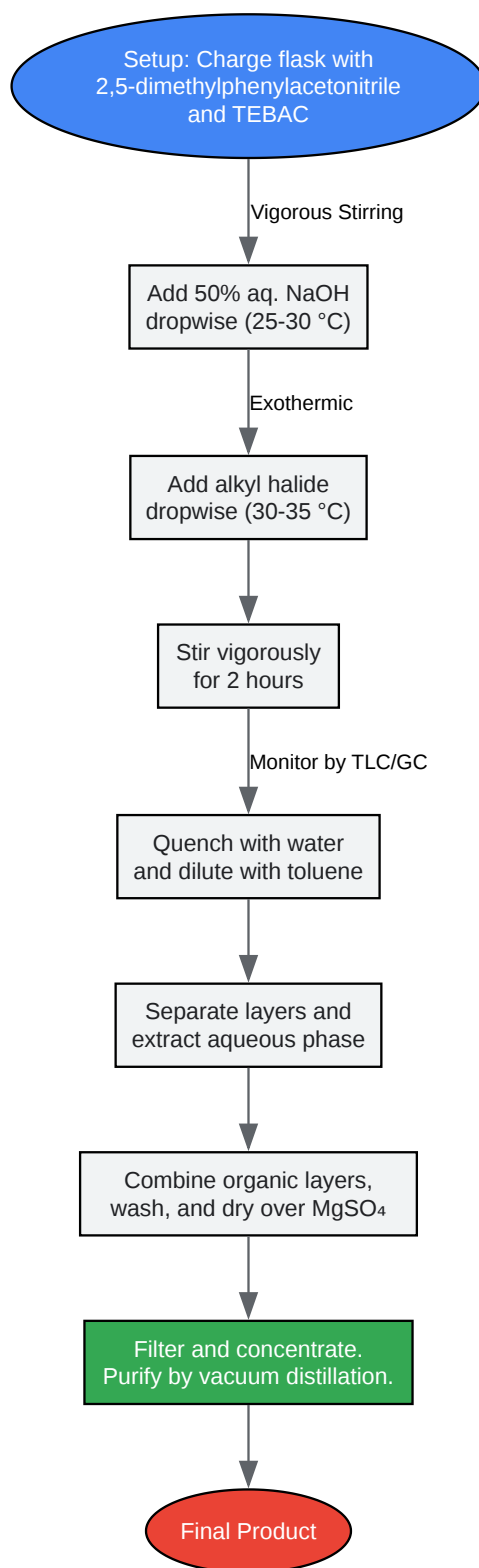 Setup: Charge flask with
2,5-dimethylphenylacetonitrile
and TEBAC
Vigorous Stirring
Add 50% aq. NaOH
dropwise (25-30 °C)
Exothermic
Add alkyl halide
dropwise (30-35 °C)
Stir vigorously
for 2 hours
Monitor by TLC/GC
Quench with water
and dilute with toluene
Separate layers and
extract aqueous phase
Combine organic layers,
wash, and dry over MgSO₄
Filter and concentrate.
Purify by vacuum distillation.
Final Product